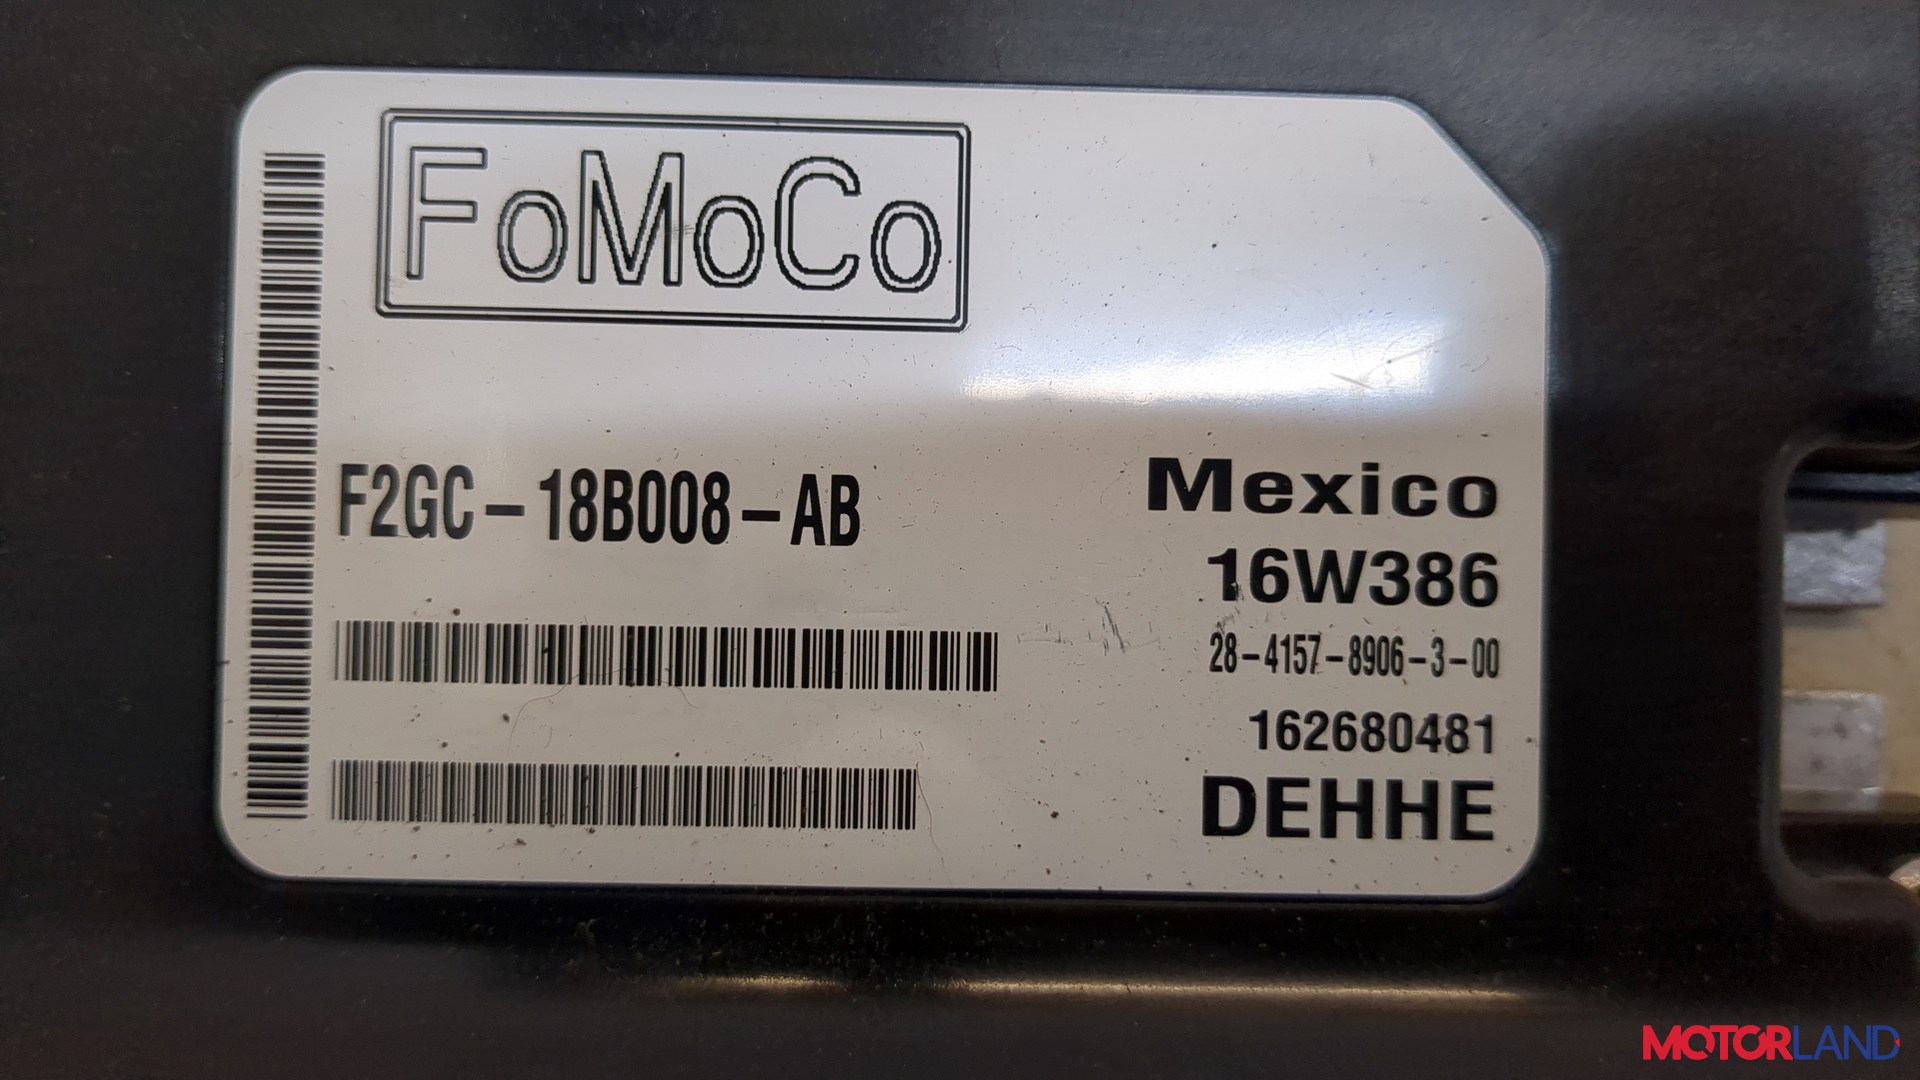 FoMoCo
F2GC-18B008-AB
Mexico
16W386
28-4157-8906-3-00
162680481
DEHHE
MOTORLAND